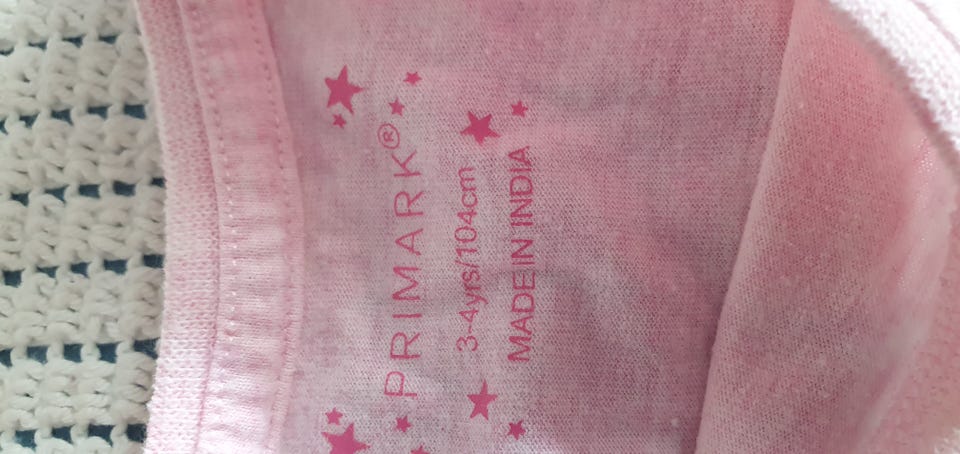 PRIMARK®
3-4yrs/104cm
MADE IN INDIA